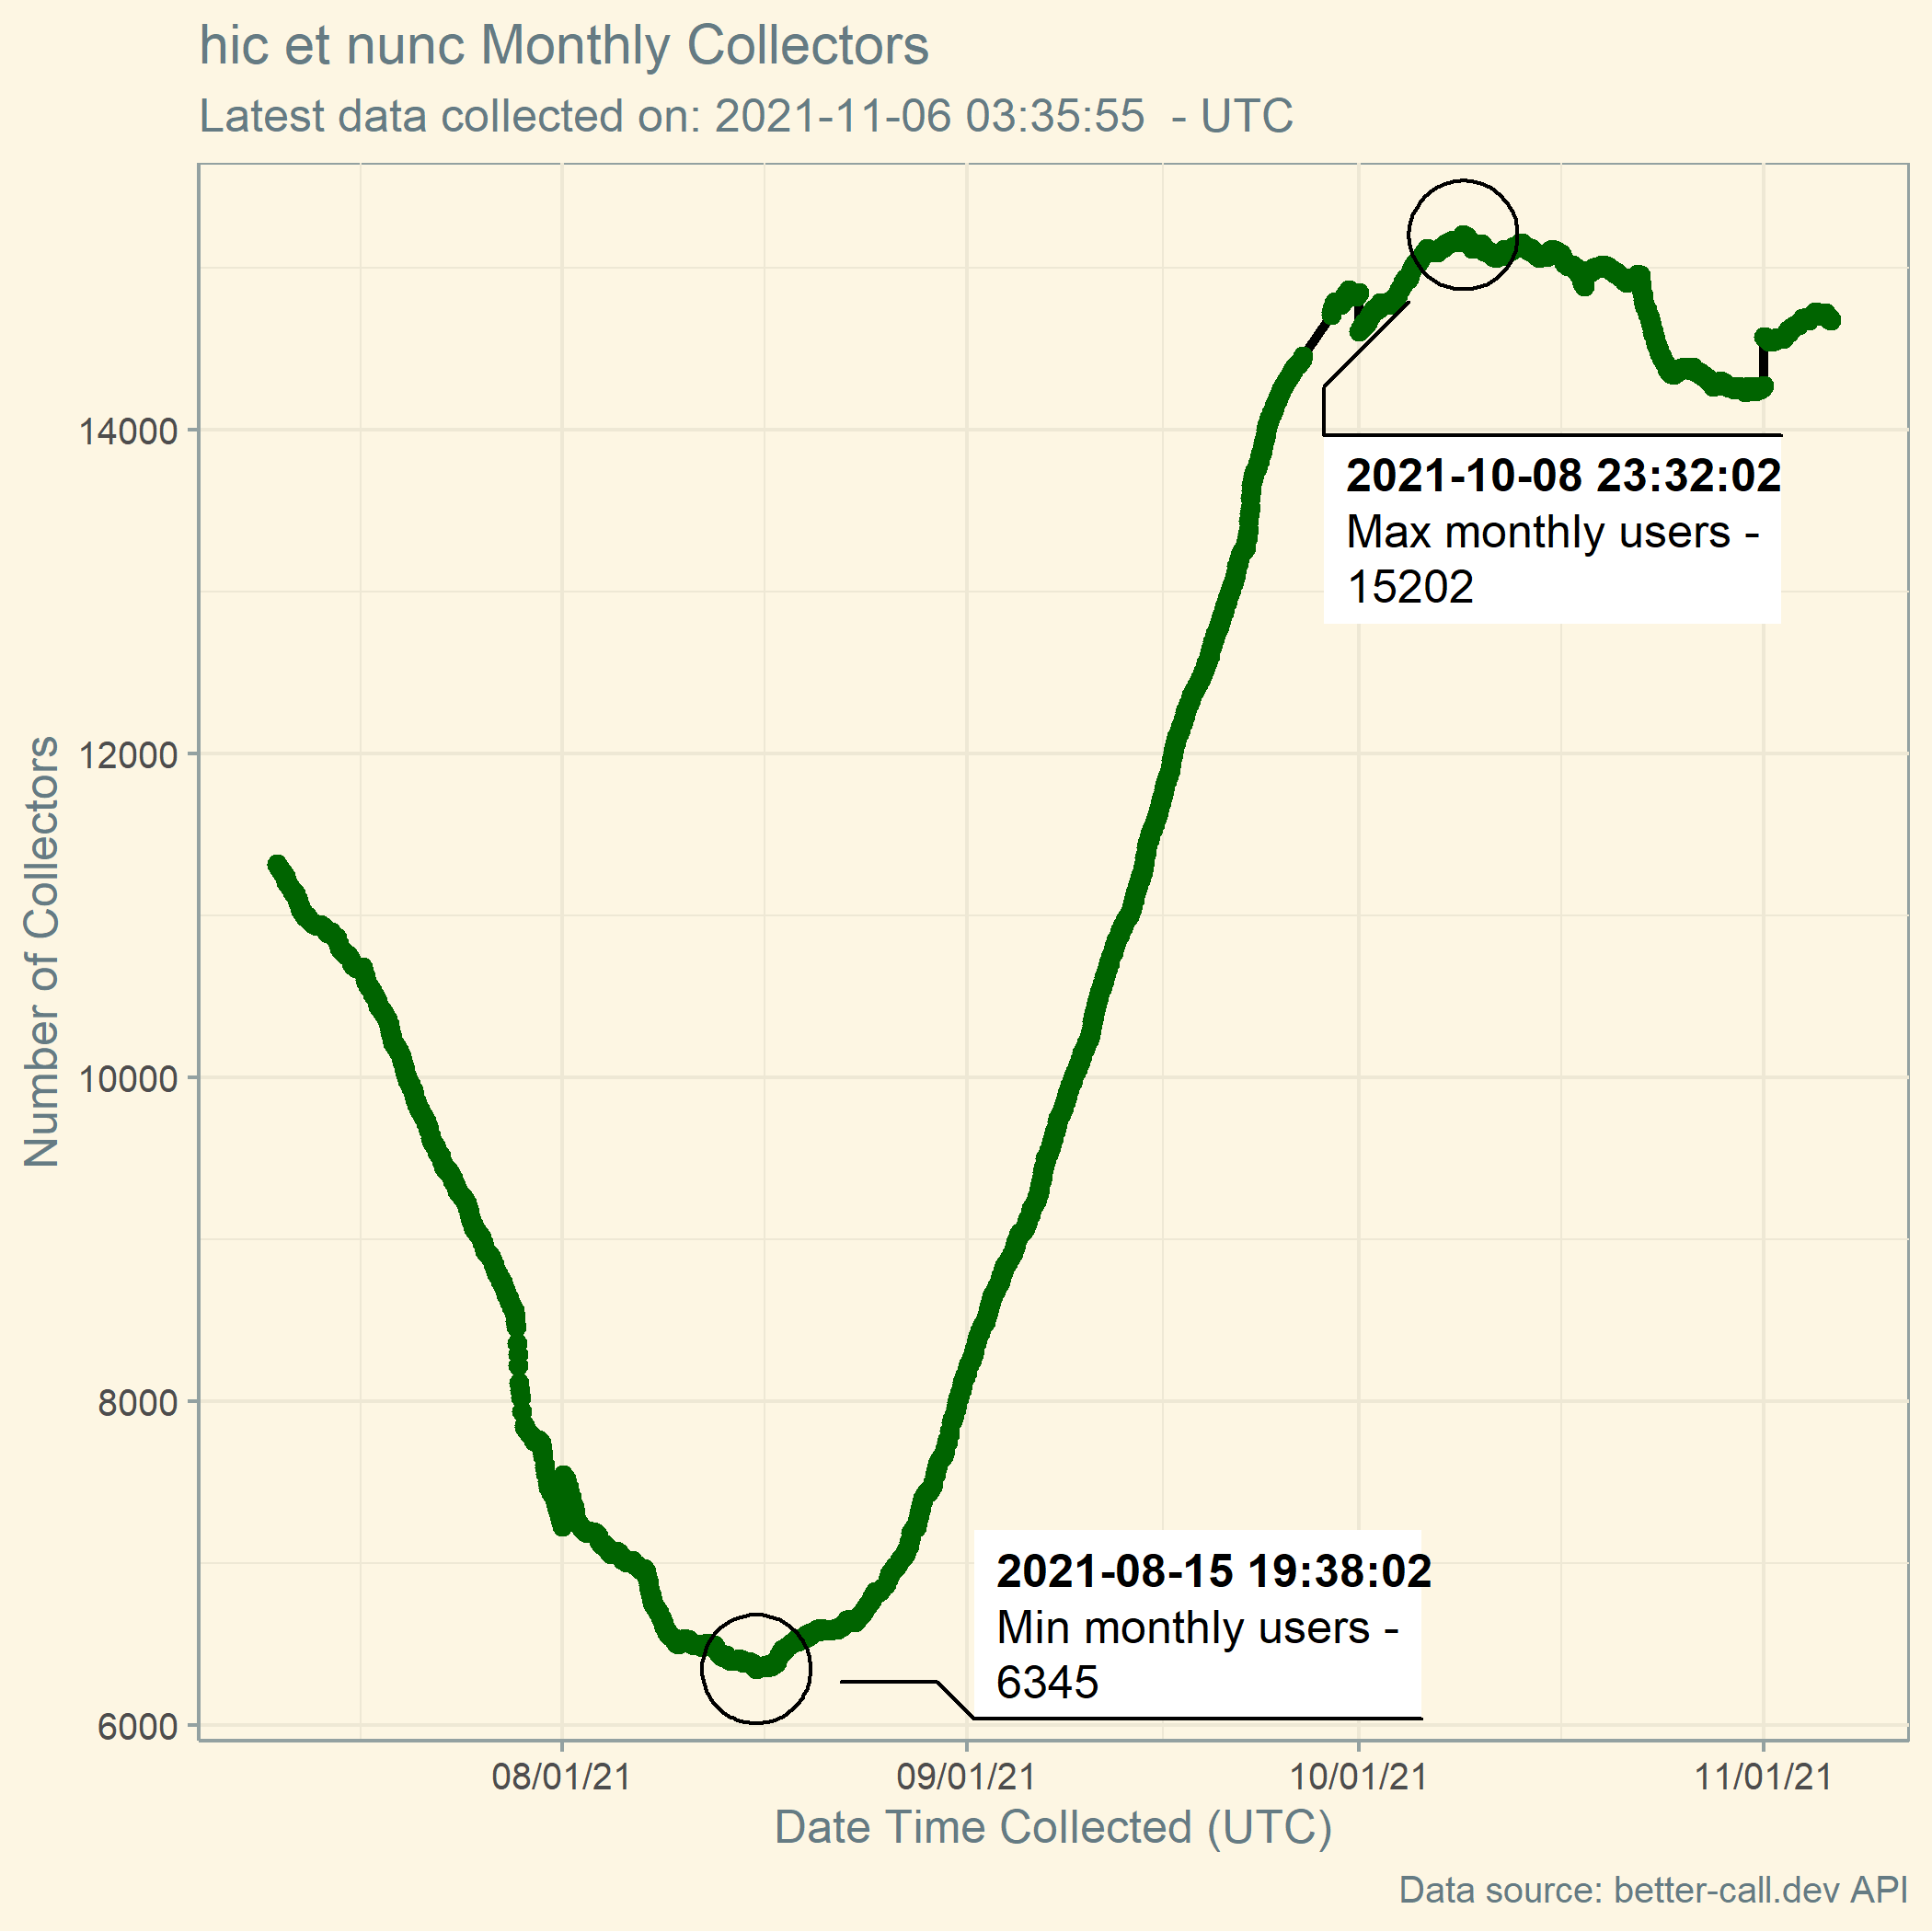 hic et nunc Monthly Collectors
Latest data collected on: 2021-11-06 03:35:55  - UTC
Number of Collectors
14000
12000
10000
8000
6000
2021-10-08 23:32:02
Max monthly users -
15202
2021-08-15 19:38:02
Min monthly users -
6345
08/01/21
09/01/21
10/01/21
11/01/21
Date Time Collected (UTC)
Data source: better-call.dev API